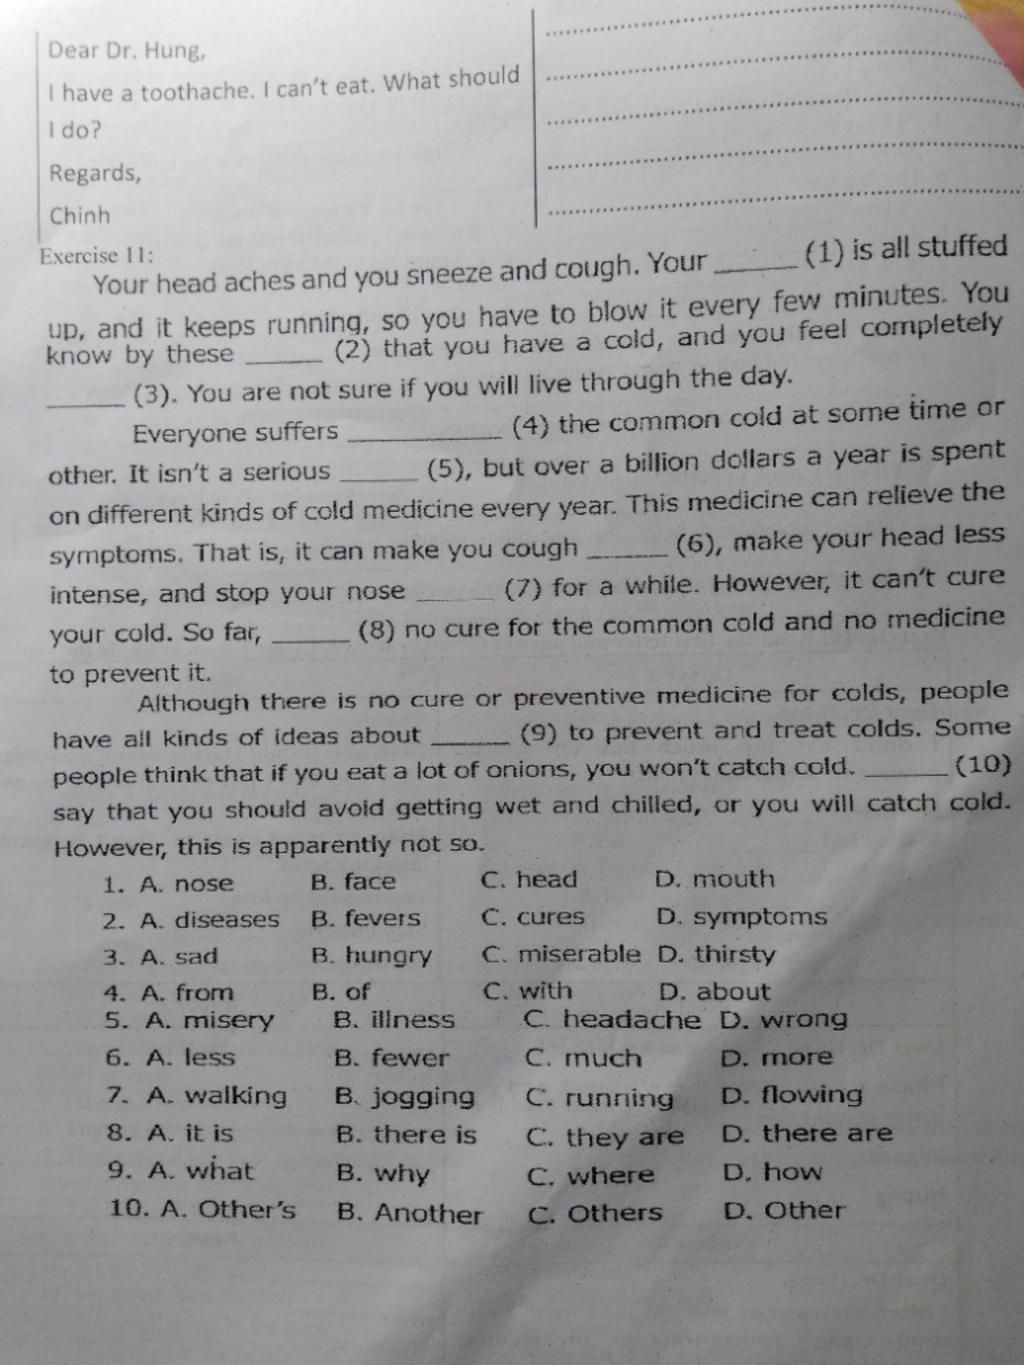 Dear Dr. Hung,
I have a toothache. I can't eat. What should
I do?
Regards,
Chinh
Exercise 11:
Your head aches and you sneeze and cough. Your ______ (1) is all stuffed
up, and it keeps running, so you have to blow it every few minutes. You
know by these ______ (2) that you have a cold, and you feel completely
______ (3). You are not sure if you will live through the day.
Everyone suffers ____________ (4) the common cold at some time or
other. It isn't a serious ______ (5), but over a billion dollars a year is spent
on different kinds of cold medicine every year. This medicine can relieve the
symptoms. That is, it can make you cough ______ (6), make your head less
intense, and stop your nose ______ (7) for a while. However, it can't cure
your cold. So far, ______ (8) no cure for the common cold and no medicine
to prevent it.
Although there is no cure or preventive medicine for colds, people
have all kinds of ideas about ______ (9) to prevent and treat colds. Some
people think that if you eat a lot of onions, you won't catch cold. ______ (10)
say that you should avoid getting wet and chilled, or you will catch cold.
However, this is apparently not so.
1. A. nose B. face C. head D. mouth
2. A. diseases B. fevers C. cures D. symptoms
3. A. sad B. hungry C. miserable D. thirsty
4. A. from B. of C. with D. about
5. A. misery B. illness C. headache D. wrong
6. A. less B. fewer C. much D. more
7. A. walking B. jogging C. running D. flowing
8. A. it is B. there is C. they are D. there are
9. A. what B. why C. where D. how
10. A. Other's B. Another C. Others D. Other